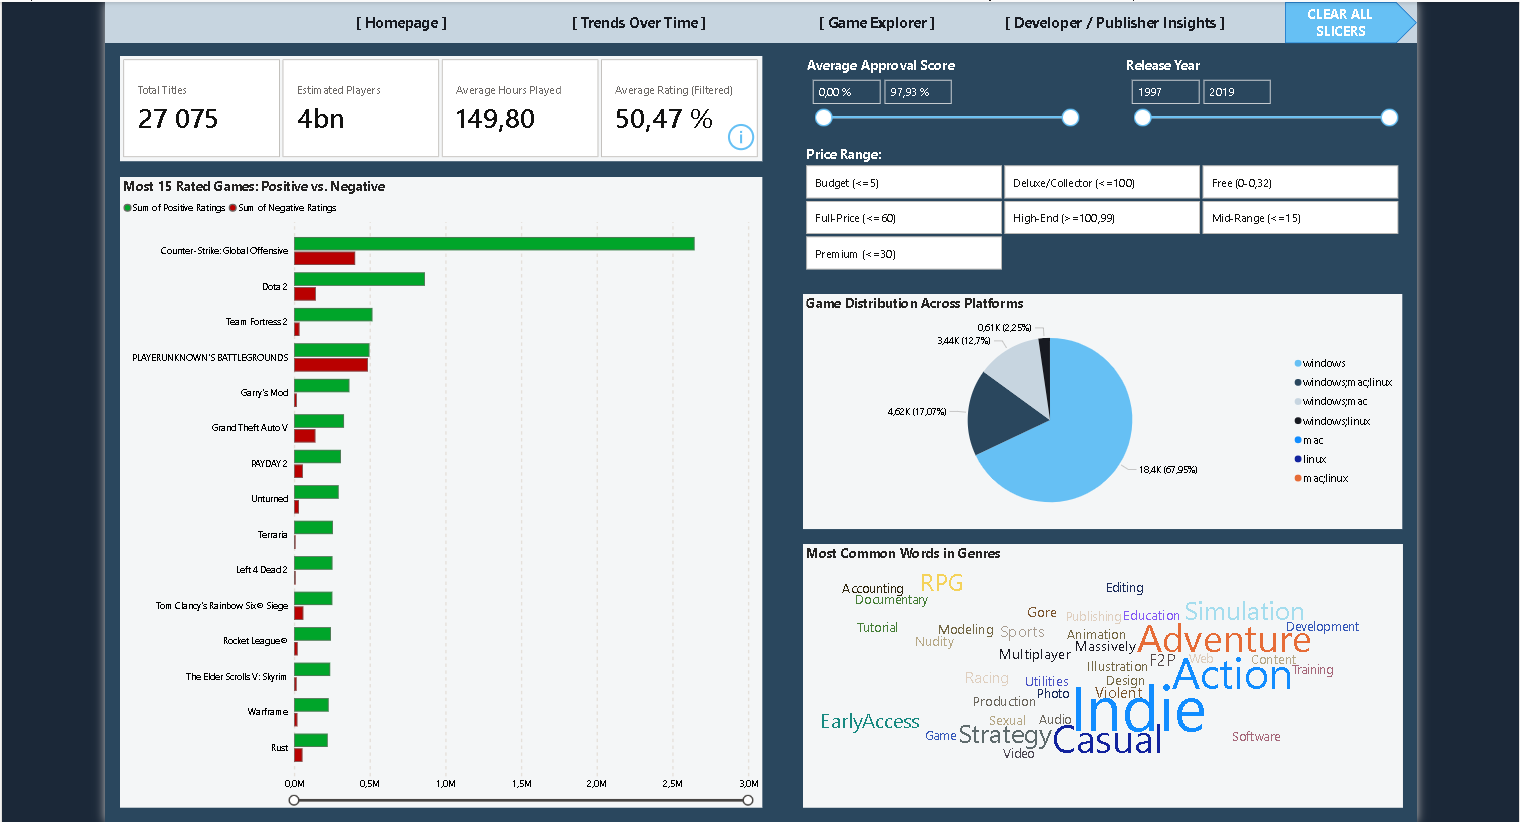 [ Homepage ]
[ Trends Over Time ]
[ Game Explorer ]
[ Developer / Publisher Insights ]
CLEAR ALL
SLICERS
Total Titles
27 075
Estimated Players
4bn
Average Hours Played
149,80
Average Rating (Filtered)
50,47 %
i
Average Approval Score
0,00 %
97,93 %
Release Year
1997
2019
Price Range:
Budget (<=5)
Deluxe/Collector (<=100)
Free (0-0,32)
Full-Price (<=60)
High-End (>=100,99)
Mid-Range (<=15)
Premium (<=30)
Most 15 Rated Games: Positive vs. Negative
Sum of Positive Ratings
Sum of Negative Ratings
Counter-Strike: Global Offensive
Dota 2
Team Fortress 2
PLAYERUNKNOWN'S BATTLEGROUNDS
Garry's Mod
Grand Theft Auto V
PAYDAY 2
Unturned
Terraria
Left 4 Dead 2
Tom Clancy's Rainbow Six® Siege
Rocket League®
The Elder Scrolls V: Skyrim
Warframe
Rust
0,0M
0,5M
1,0M
1,5M
2,0M
2,5M
3,0M
Game Distribution Across Platforms
0,61K (2,25%)
3,44K (12,7%)
4,62K (17,07%)
18,4K (67,95%)
windows
windows;mac;linux
windows;mac
windows;linux
mac
linux
mac;linux
Most Common Words in Genres
RPG
Accounting
Editing
Documentary
Gore
Publishing
Education
Simulation
Tutorial
Modeling
Sports
Animation
Development
Nudity
Massively
Adventure
Multiplayer
F2P
Web
Content
Illustration
Training
Racing
Utilities
Design
Action
Photo
Violent
Production
Indie
EarlyAccess
Sexual
Audio
Game
Strategy
Casual
Software
Video